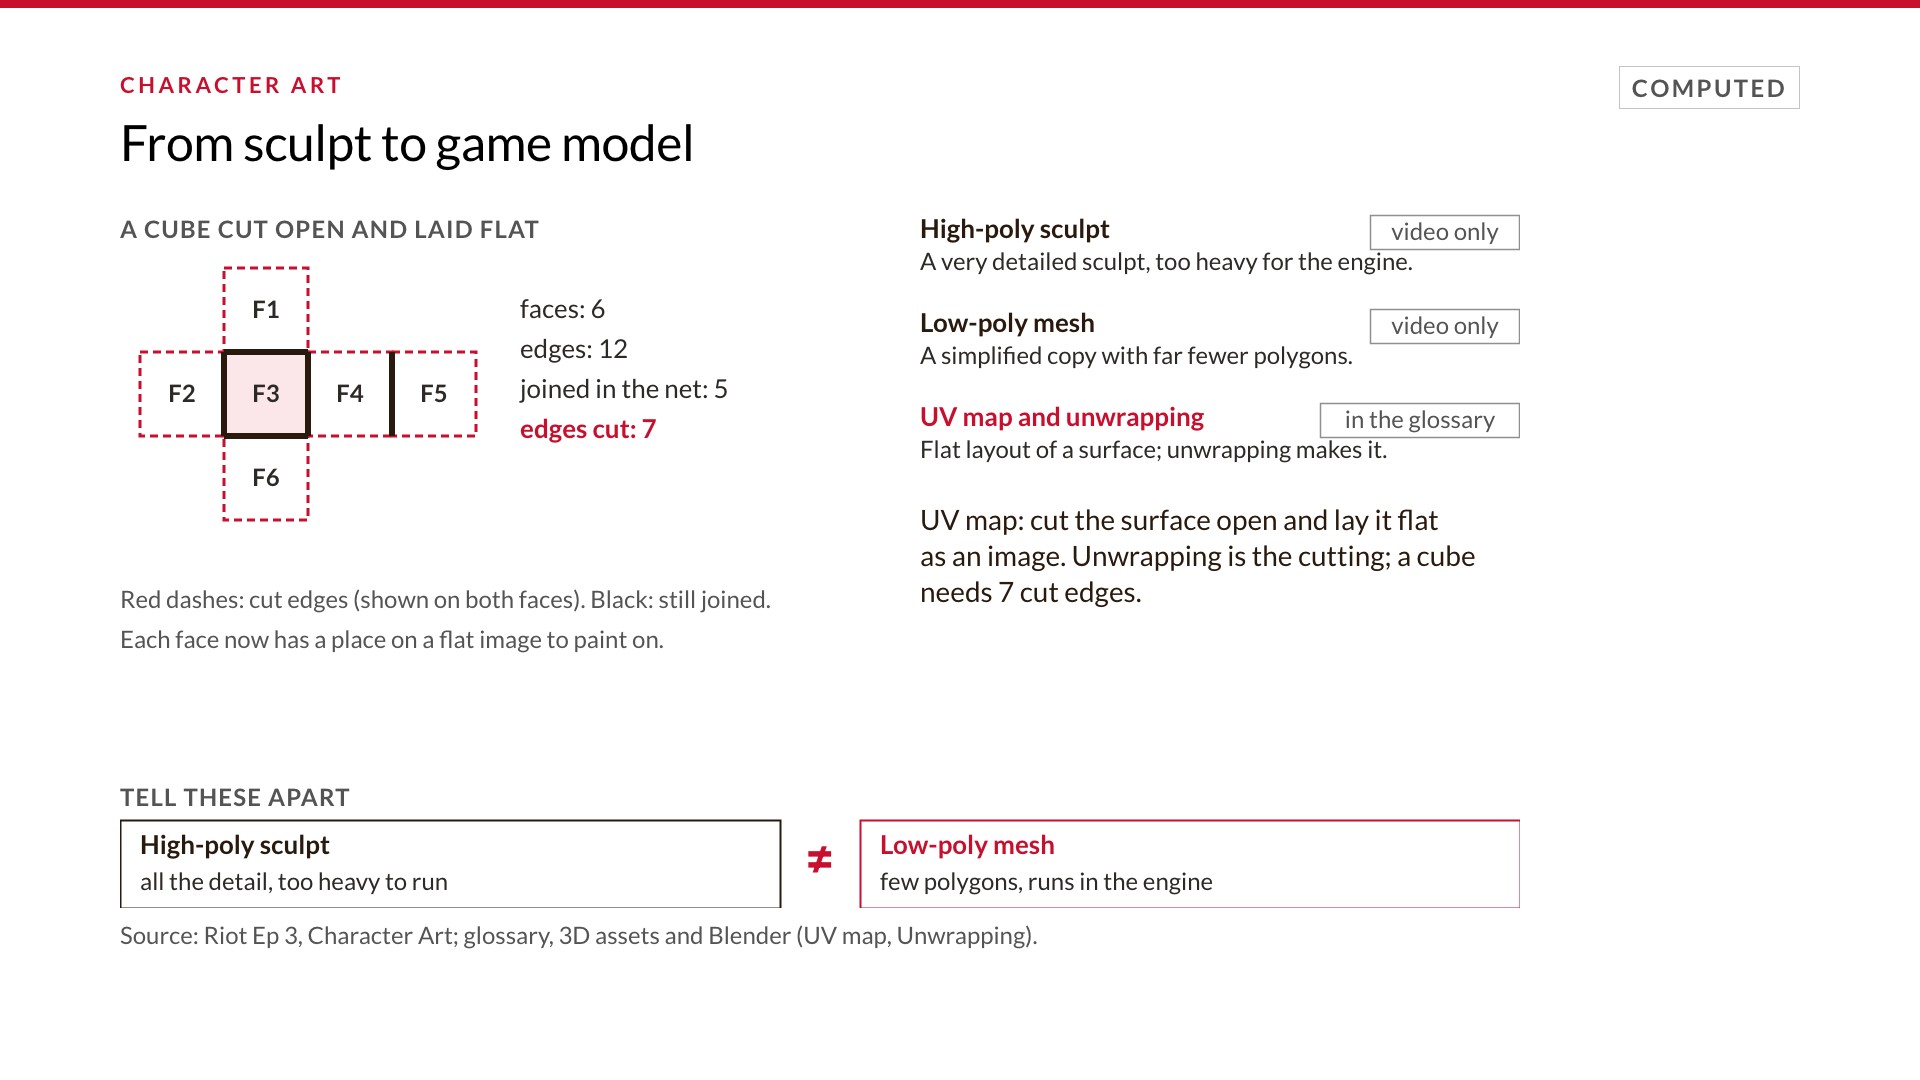 CHARACTER ART
COMPUTED
From sculpt to game model
A CUBE CUT OPEN AND LAID FLAT
F1
F2 F3 F4 F5
F6
faces: 6
edges: 12
joined in the net: 5
edges cut: 7
Red dashes: cut edges (shown on both faces). Black: still joined.
Each face now has a place on a flat image to paint on.
High-poly sculpt
video only
A very detailed sculpt, too heavy for the engine.
Low-poly mesh
video only
A simplified copy with far fewer polygons.
UV map and unwrapping
in the glossary
Flat layout of a surface; unwrapping makes it.
UV map: cut the surface open and lay it flat
as an image. Unwrapping is the cutting; a cube
needs 7 cut edges.
TELL THESE APART
High-poly sculpt
all the detail, too heavy to run
≠
Low-poly mesh
few polygons, runs in the engine
Source: Riot Ep 3, Character Art; glossary, 3D assets and Blender (UV map, Unwrapping).